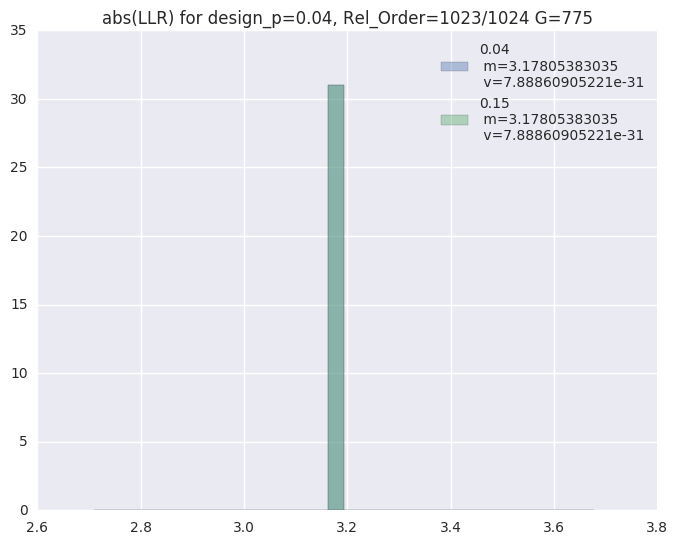 abs(LLR) for design_p=0.04, Rel_Order=1023/1024 G=775
35
30
25
20
15
10
5
0
0.04
m=3.17805383035
v=7.88860905221e-31
0.15
m=3.17805383035
v=7.88860905221e-31
2.6 2.8 3.0 3.2 3.4 3.6 3.8